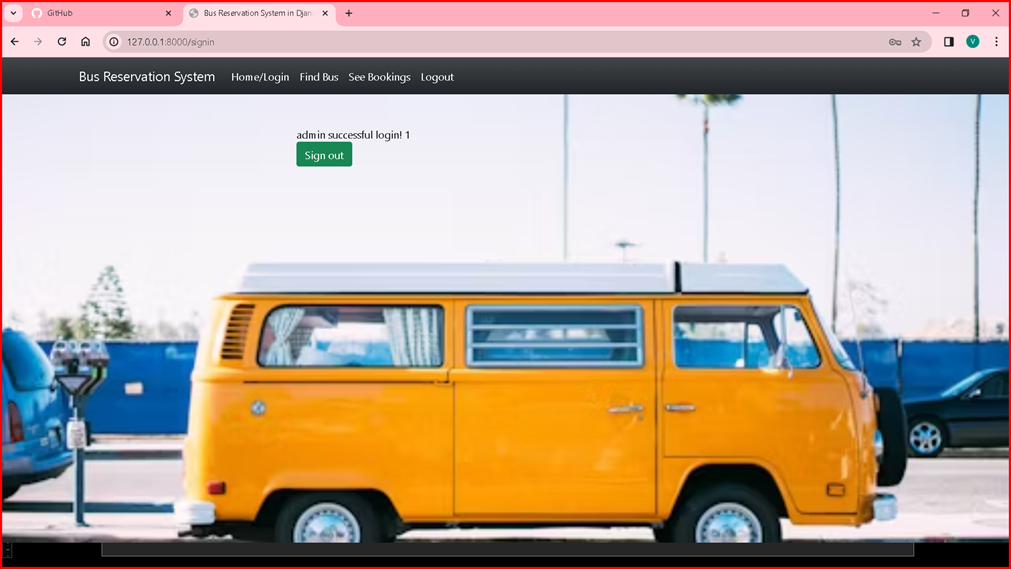 GitHub
Bus Reservation System in Djan
127.0.0.1:8000/signin
V
Bus Reservation System Home/Login Find Bus See Bookings Logout
admin successful login! 1
Sign out